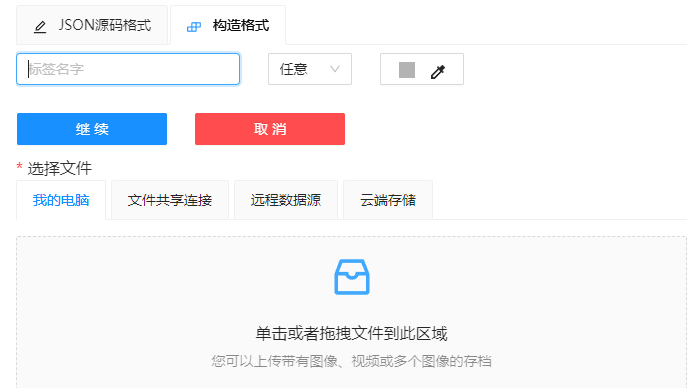 JSON源码格式 构造格式
标签名字 任意
继 续 取 消
* 选择文件
我的电脑 文件共享连接 远程数据源 云端存储
单击或者拖拽文件到此区域
您可以上传带有图像、视频或多个图像的存档